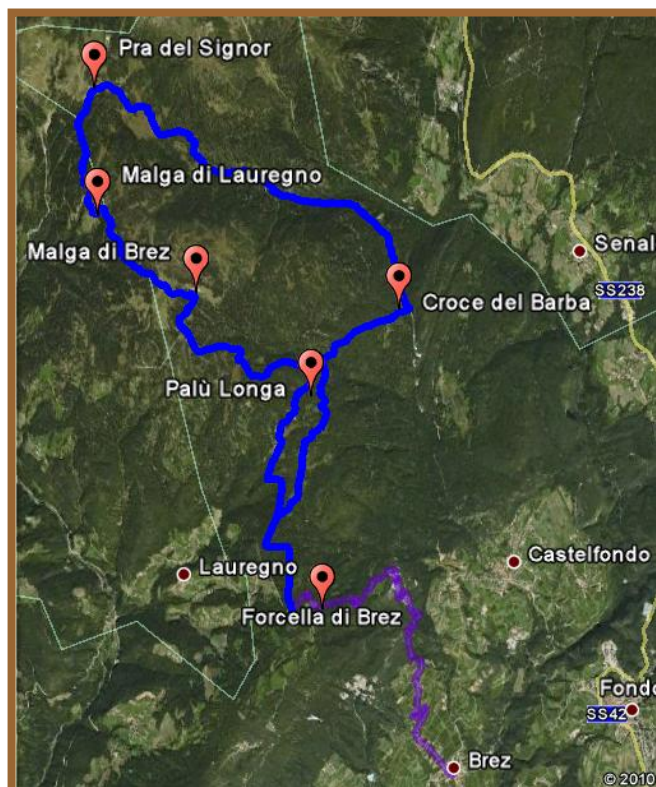 Pra del Signor
Malga di Lauregno
Malga di Brez
Senal
SS238
Croce del Barba
Palù Longa
Castelfondo
Lauregno
Forcella di Brez
Fondo
SS42
Brez
© 2010